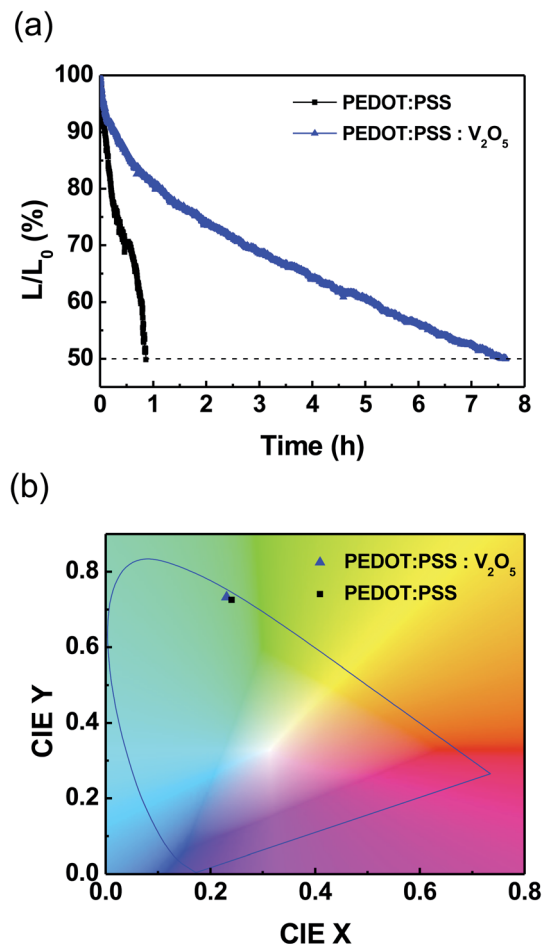 (a)
100
90
80
70
60
50
L/L0 (%)
PEDOT:PSS
PEDOT:PSS : V2O5
0 1 2 3 4 5 6 7 8
Time (h)
(b)
0.8
0.6
0.4
0.2
0.0
CIE Y
PEDOT:PSS : V2O5
PEDOT:PSS
0.0 0.2 0.4 0.6 0.8
CIE X